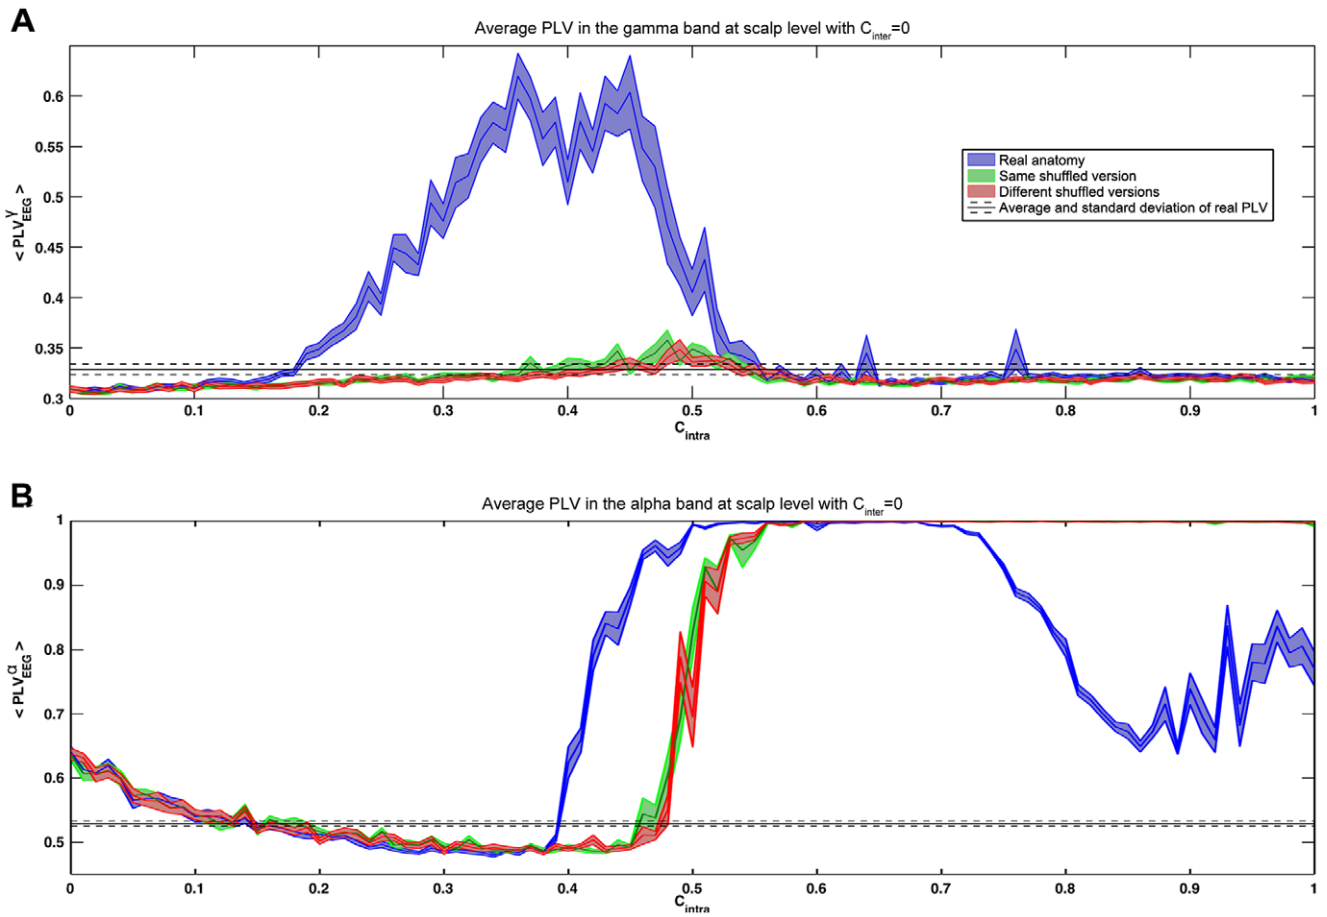 A
Average PLV in the gamma band at scalp level with C_inter=0
0.6
0.55
0.5
0.45
0.4
0.35
0.3
< PLV_EEG^γ >
Real anatomy
Same shuffled version
Different shuffled versions
Average and standard deviation of real PLV
0 0.1 0.2 0.3 0.4 0.5 0.6 0.7 0.8 0.9 1
C_intra
B
Average PLV in the alpha band at scalp level with C_inter=0
1
0.9
0.8
0.7
0.6
0.5
< PLV_EEG^α >
0 0.1 0.2 0.3 0.4 0.5 0.6 0.7 0.8 0.9 1
C_intra